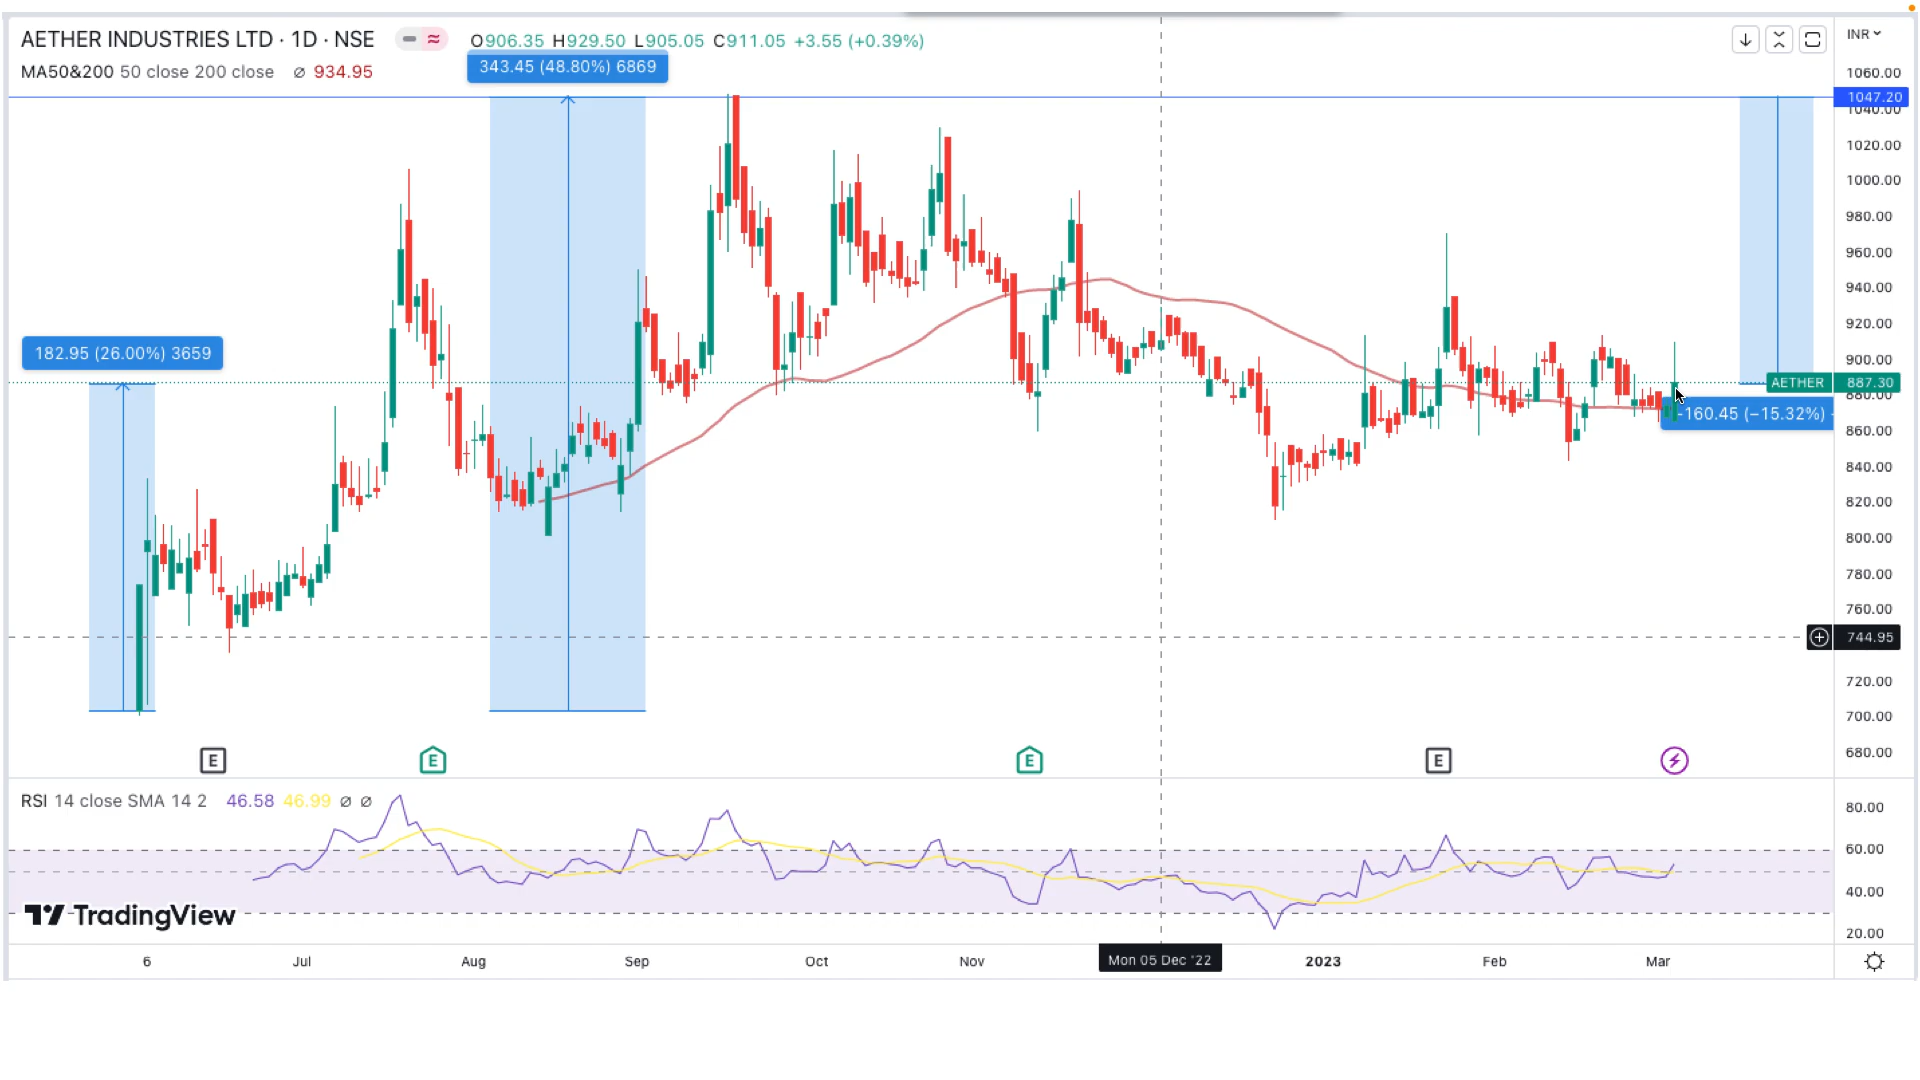 AETHER INDUSTRIES LTD · 1D · NSE
O906.35 H929.50 L905.05 C911.05 +3.55 (+0.39%)
INR
MA50&200 50 close 200 close ∅ 934.95
343.45 (48.80%) 6869
1060.00
1047.20
1040.00
1020.00
1000.00
980.00
960.00
940.00
920.00
182.95 (26.00%) 3659
900.00
AETHER 887.30
880.00
-160.45 (−15.32%) -
860.00
840.00
820.00
800.00
780.00
760.00
744.95
720.00
700.00
680.00
E E E E
RSI 14 close SMA 14 2 46.58 46.99 ∅ ∅
80.00
60.00
40.00
20.00
TradingView
6 Jul Aug Sep Oct Nov Mon 05 Dec '22 2023 Feb Mar